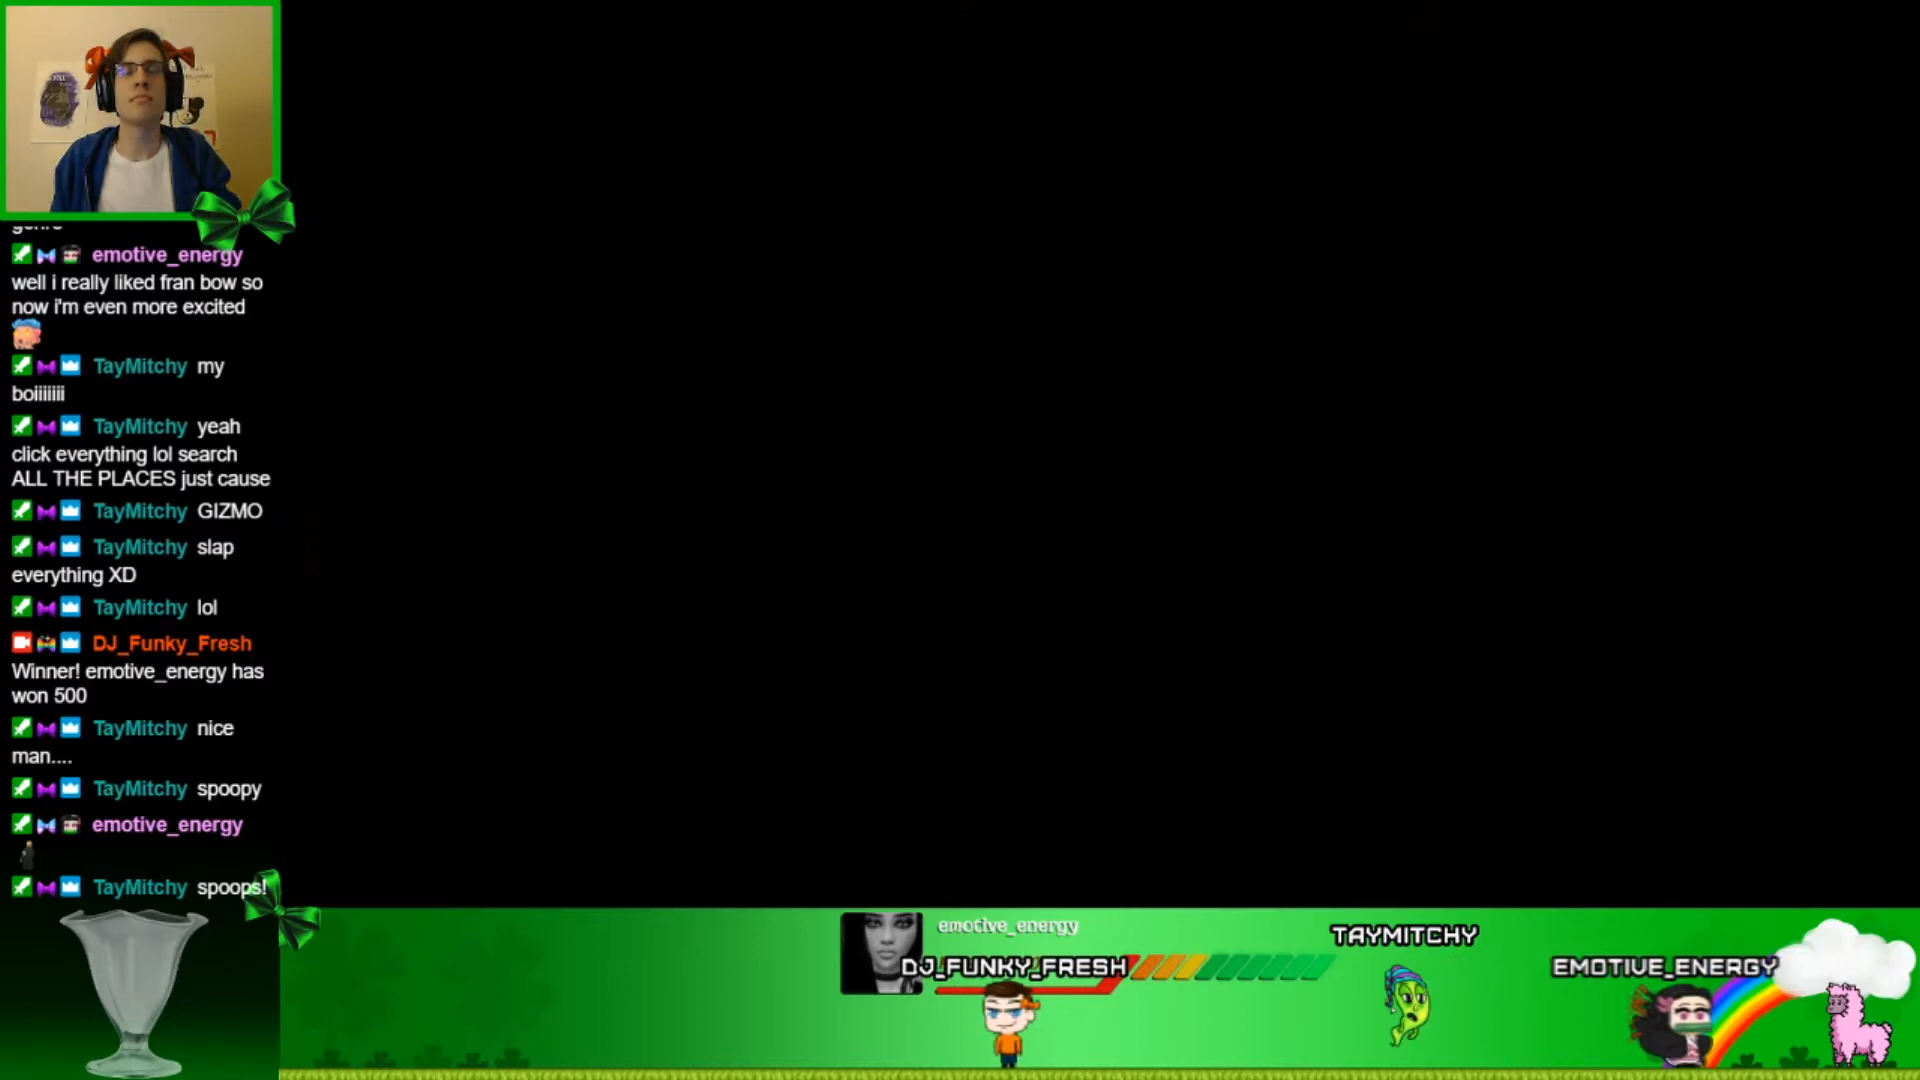 emotive_energy
well i really liked fran bow so
now i'm even more excited
TayMitchy my
boiiiiiii
TayMitchy yeah
click everything lol search
ALL THE PLACES just cause
TayMitchy GIZMO
TayMitchy slap
everything XD
TayMitchy lol
DJ_Funky_Fresh
Winner! emotive_energy has
won 500
TayMitchy nice
man....
TayMitchy spoopy
emotive_energy
TayMitchy spoops!
emotive_energy
DJ_FUNKY_FRESH
TAYMITCHY
EMOTIVE_ENERGY